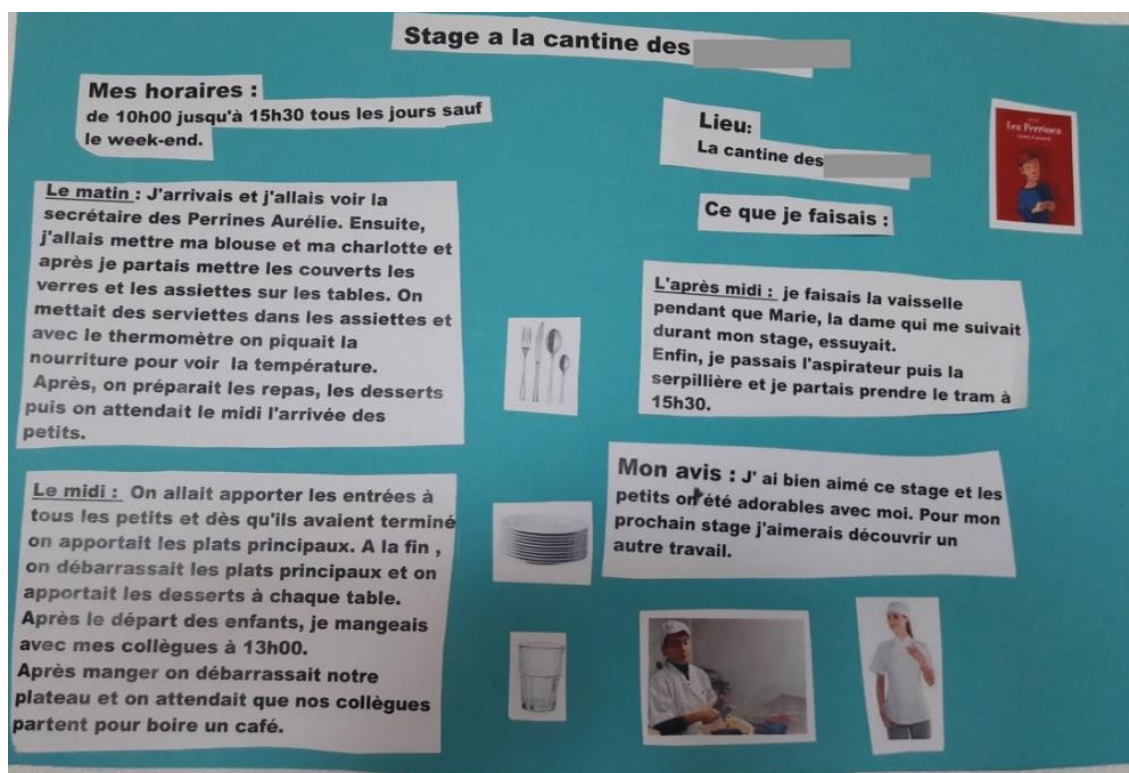 Stage a la cantine des
Mes horaires :
de 10h00 jusqu'à 15h30 tous les jours sauf
le week-end.
Le matin : J'arrivais et j'allais voir la
secrétaire des Perrines Aurélie. Ensuite,
j'allais mettre ma blouse et ma charlotte et
après je partais mettre les couverts les
verres et les assiettes sur les tables. On
mettait des serviettes dans les assiettes et
avec le thermomètre on piquait la
nourriture pour voir la température.
Après, on préparait les repas, les desserts
puis on attendait le midi l'arrivée des
petits.
Le midi : On allait apporter les entrées à
tous les petits et dès qu'ils avaient terminé
on apportait les plats principaux. A la fin ,
on débarrassait les plats principaux et on
apportait les desserts à chaque table.
Après le départ des enfants, je mangeais
avec mes collègues à 13h00.
Après manger on débarrassait notre
plateau et on attendait que nos collègues
partent pour boire un café.
Lieu:
La cantine des
Les Perrines
Ce que je faisais :
L'après midi : je faisais la vaisselle
pendant que Marie, la dame qui me suivait
durant mon stage, essuyait.
Enfin, je passais l'aspirateur puis la
serpillière et je partais prendre le tram à
15h30.
Mon avis : J' ai bien aimé ce stage et les
petits on été adorables avec moi. Pour mon
prochain stage j'aimerais découvrir un
autre travail.